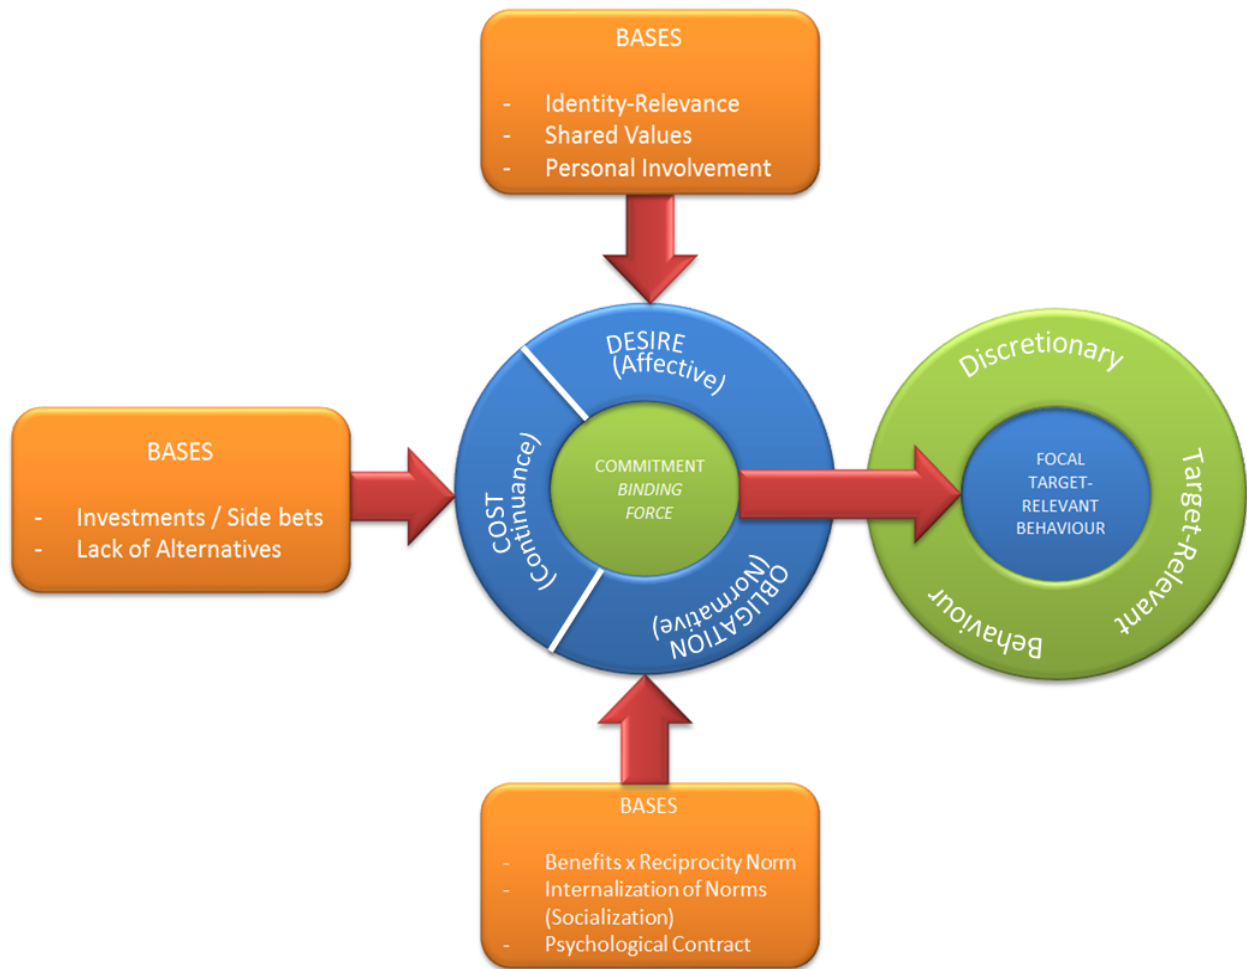 BASES
- Identity-Relevance
- Shared Values
- Personal Involvement
BASES
- Investments / Side bets
- Lack of Alternatives
DESIRE
(Affective)
COST
(Continuance)
OBLIGATION
(Normative)
COMMITMENT
BINDING
FORCE
Discretionary
Target-Relevant
Behaviour
FOCAL
TARGET-
RELEVANT
BEHAVIOUR
BASES
- Benefits x Reciprocity Norm
- Internalization of Norms
(Socialization)
- Psychological Contract